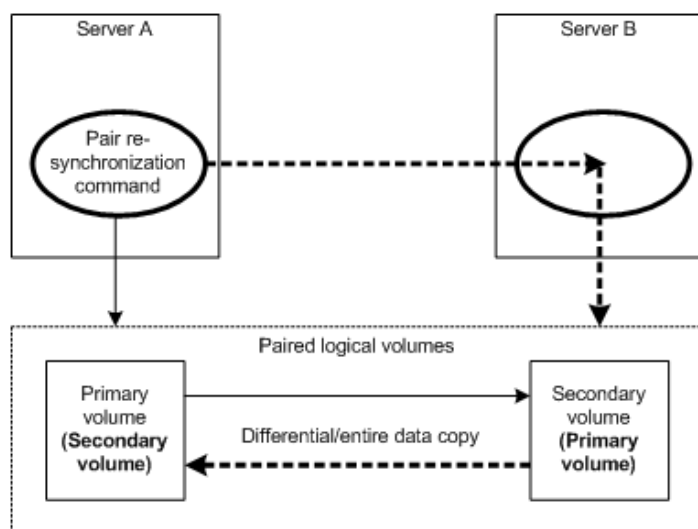 Server A
Server B
Pair re-
synchronization
command
Paired logical volumes
Primary
volume
(Secondary
volume)
Differential/entire data copy
Secondary
volume
(Primary
volume)